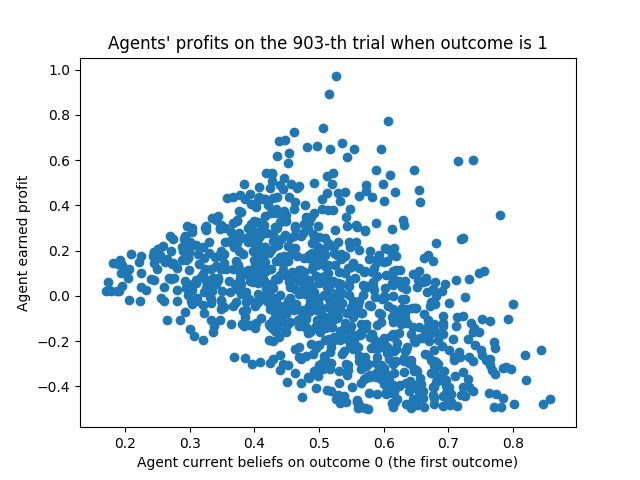 Agents' profits on the 903-th trial when outcome is 1
1.0
0.8
0.6
0.4
0.2
0.0
−0.2
−0.4
Agent earned profit
0.2 0.3 0.4 0.5 0.6 0.7 0.8
Agent current beliefs on outcome 0 (the first outcome)